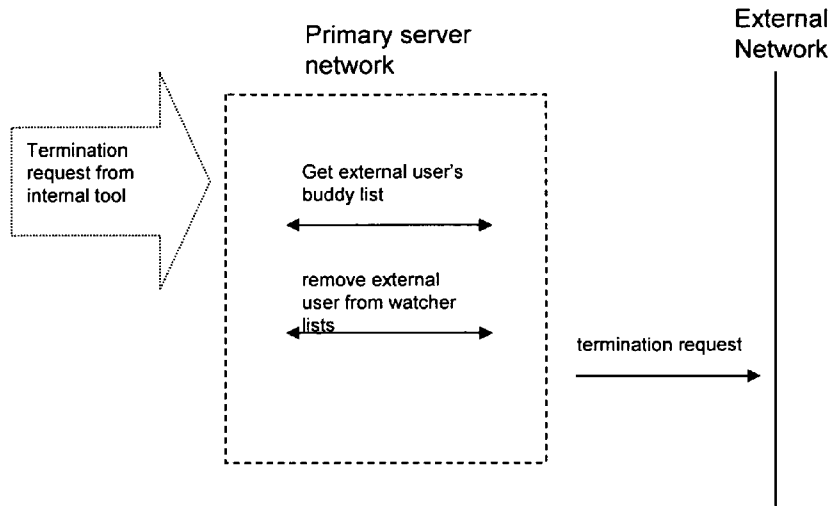 External
Network
Primary server
network
Termination
request from
internal tool
Get external user's
buddy list
remove external
user from watcher
lists
termination request